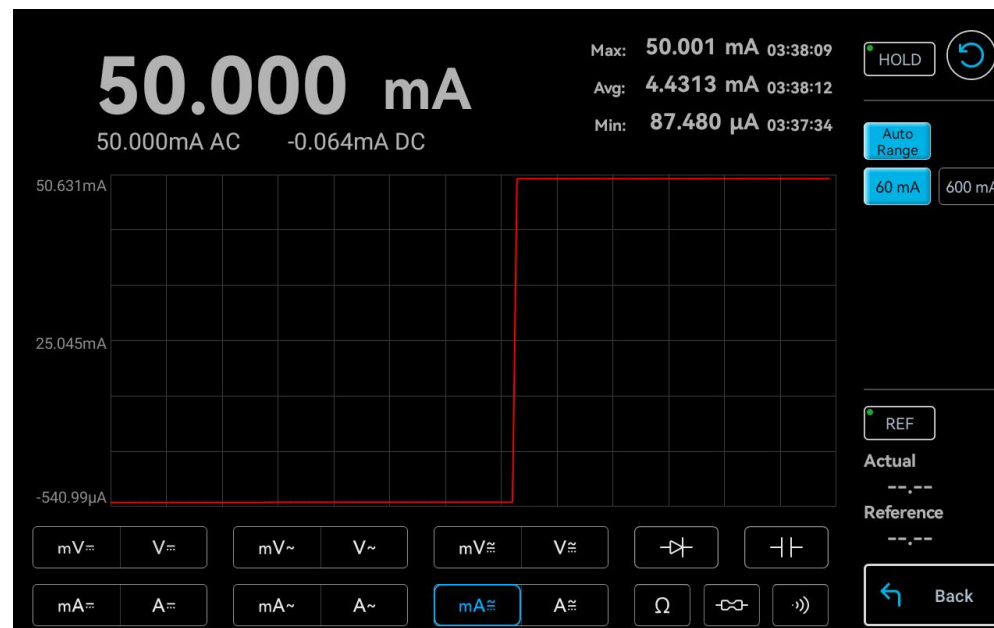 50.000 mA
50.000mA AC -0.064mA DC
Max: 50.001 mA 03:38:09
Avg: 4.4313 mA 03:38:12
Min: 87.480 µA 03:37:34
HOLD
Auto
Range
60 mA 600 mA
50.631mA
25.045mA
-540.99µA
REF
Actual
--.--
Reference
--.--
mV⎓ V⎓ mV~ V~ mV≅ V≅
mA⎓ A⎓ mA~ A~ mA≅ A≅ Ω
Back